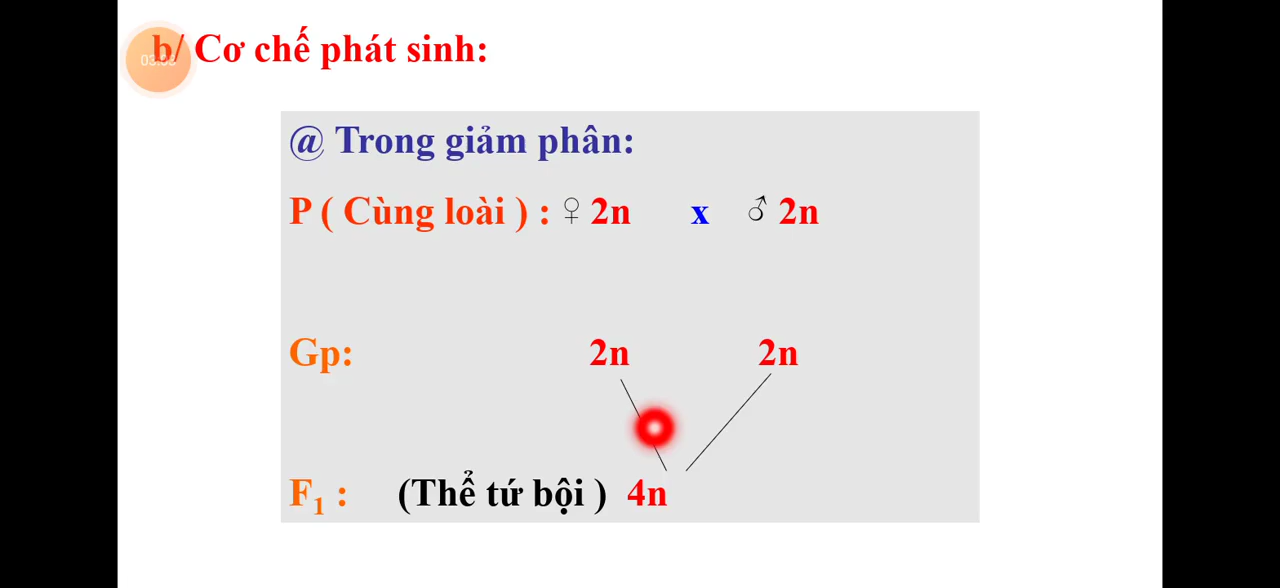 b/ Cơ chế phát sinh:
@ Trong giảm phân:
P ( Cùng loài ) : ♀ 2n x ♂ 2n
Gp: 2n 2n
F₁ : (Thể tứ bội ) 4n